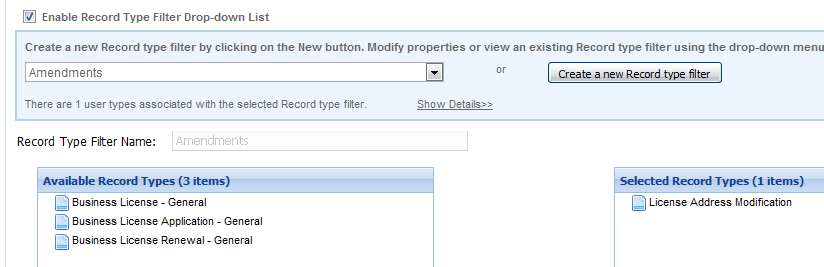 Enable Record Type Filter Drop-down List
Create a new Record type filter by clicking on the New button. Modify properties or view an existing Record type filter using the drop-down menu
Amendments or Create a new Record type filter
There are 1 user types associated with the selected Record type filter. Show Details>>
Record Type Filter Name: Amendments
Available Record Types (3 items) Selected Record Types (1 items)
Business License - General License Address Modification
Business License Application - General
Business License Renewal - General